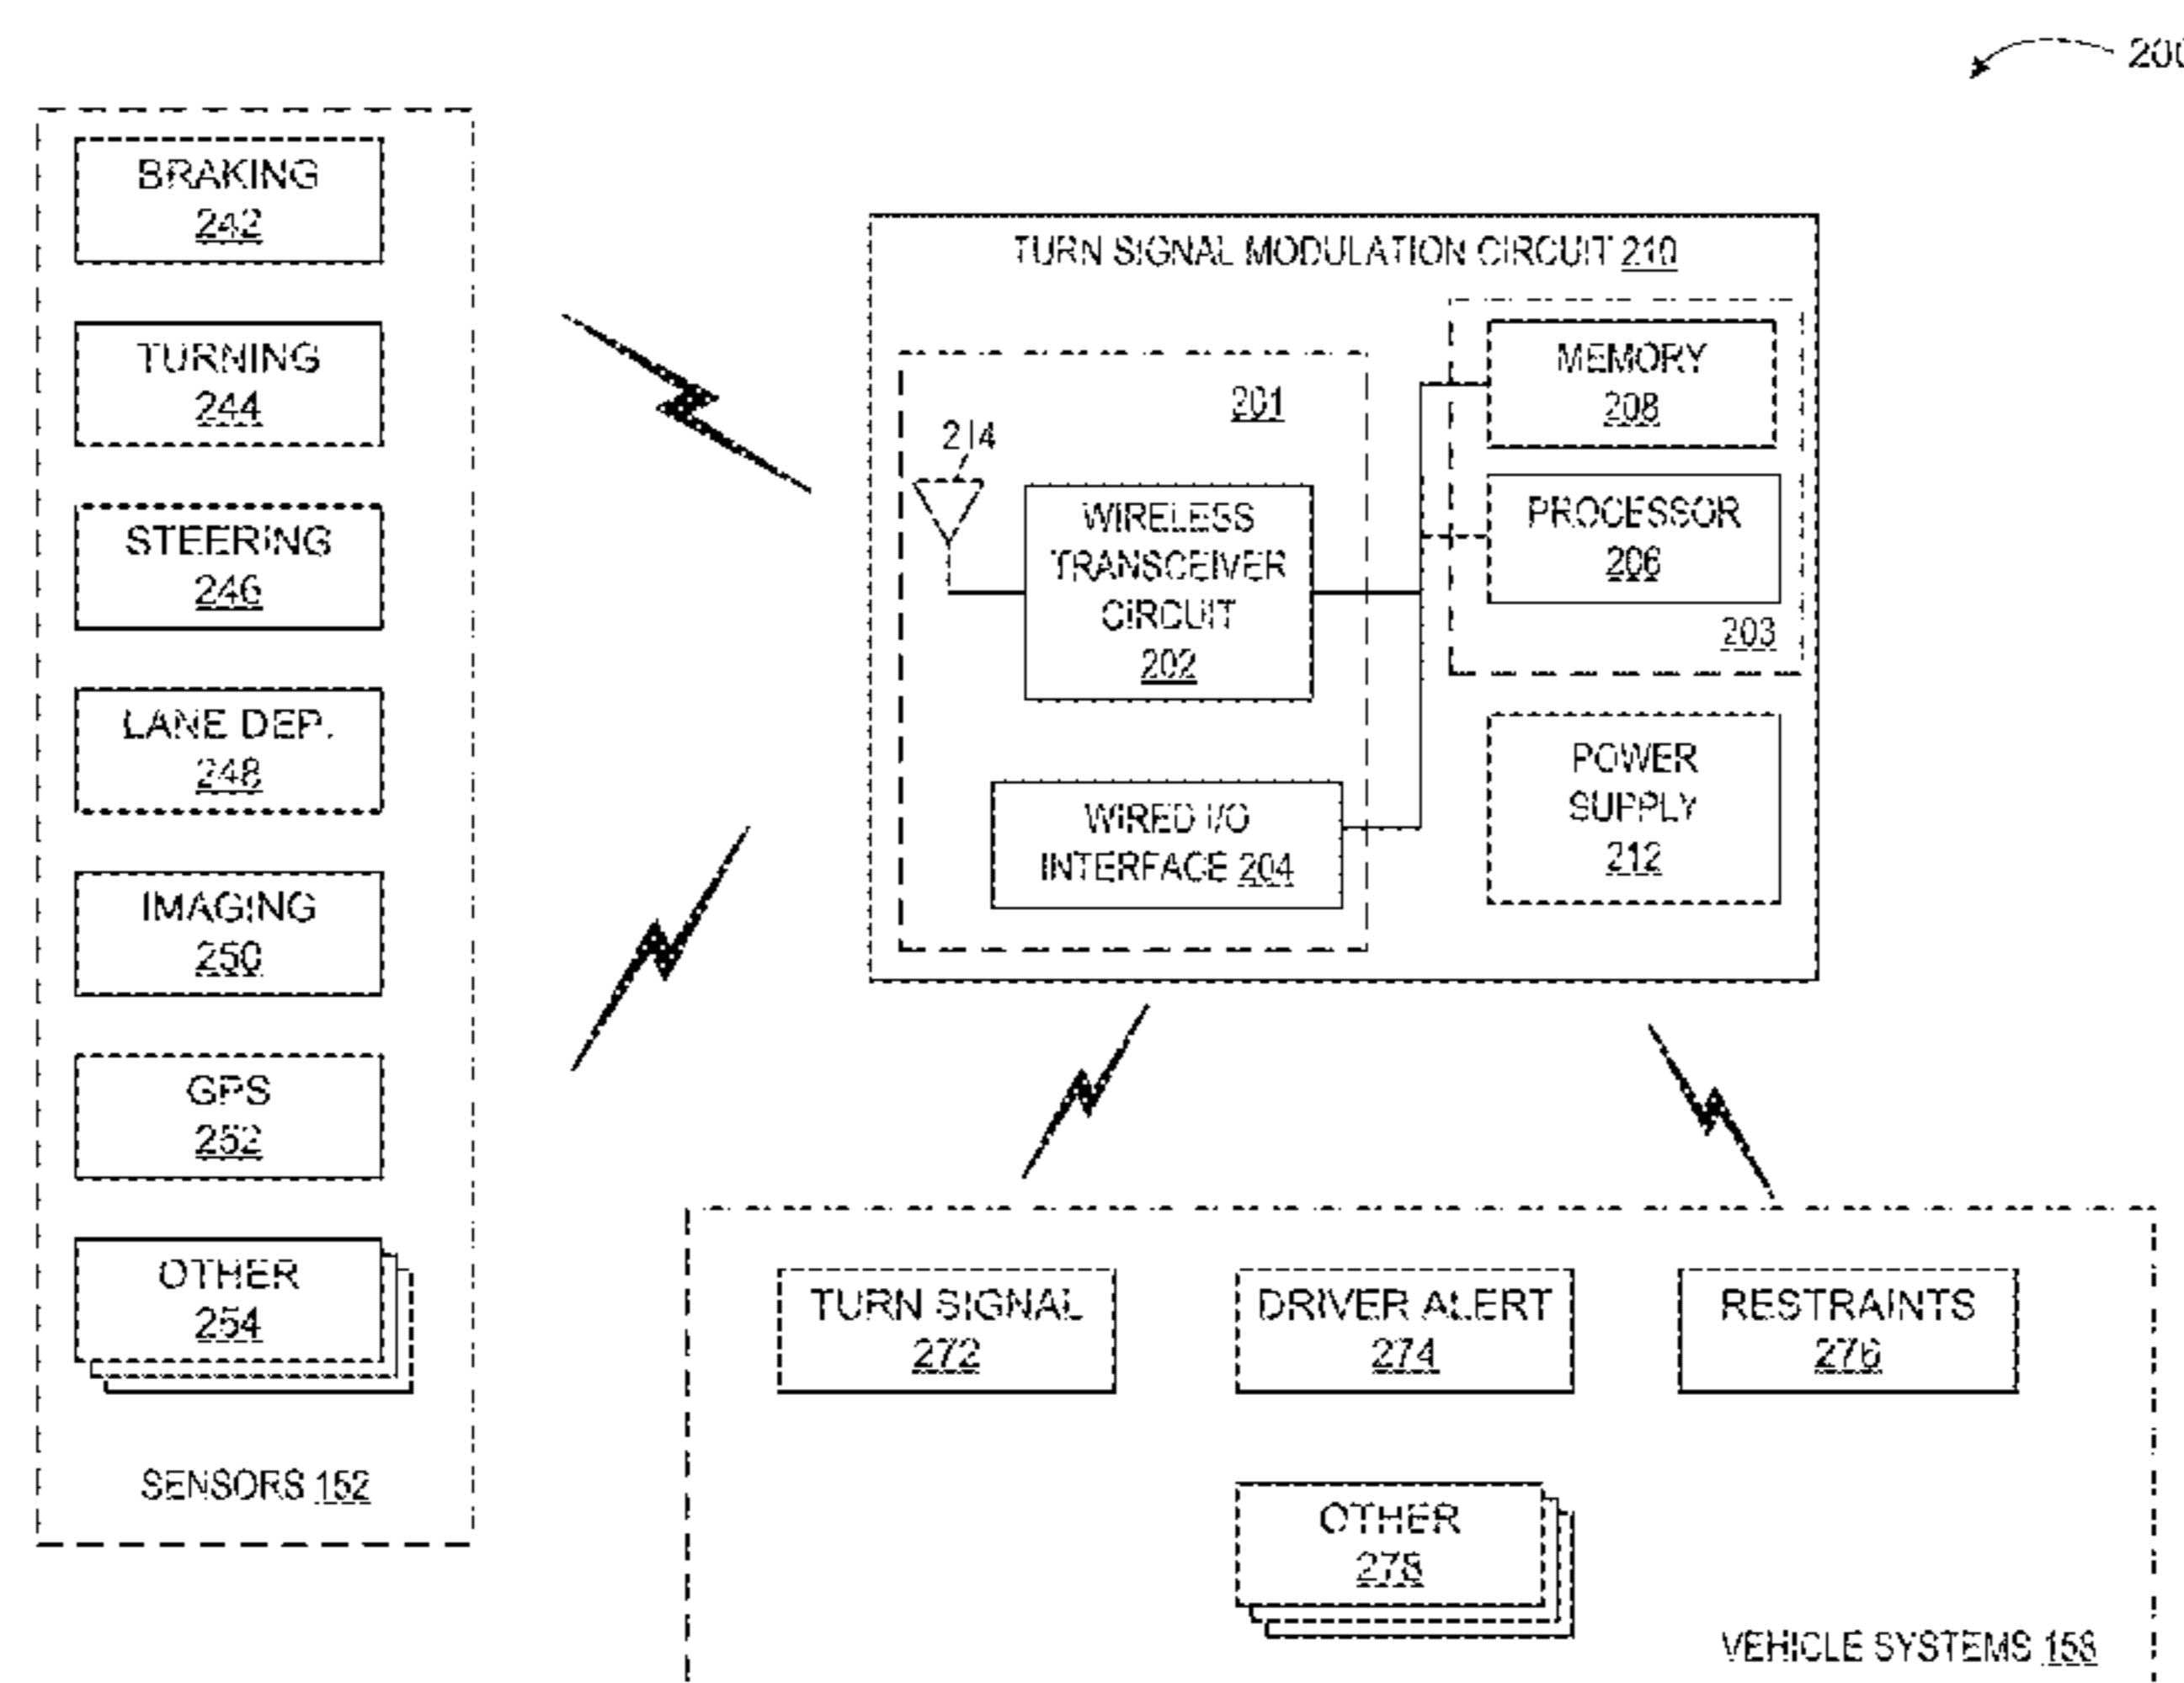 200
BRAKING
242
TURNING
244
STEERING
246
LANE DEP.
248
IMAGING
250
GPS
252
OTHER
254
SENSORS 152
TURN SIGNAL MODULATION CIRCUIT 210
201
214
WIRELESS
TRANSCEIVER
CIRCUIT
202
WIRED I/O
INTERFACE 204
MEMORY
208
PROCESSOR
206
203
POWER
SUPPLY
212
TURN SIGNAL
272
DRIVER ALERT
274
RESTRAINTS
276
OTHER
278
VEHICLE SYSTEMS 158